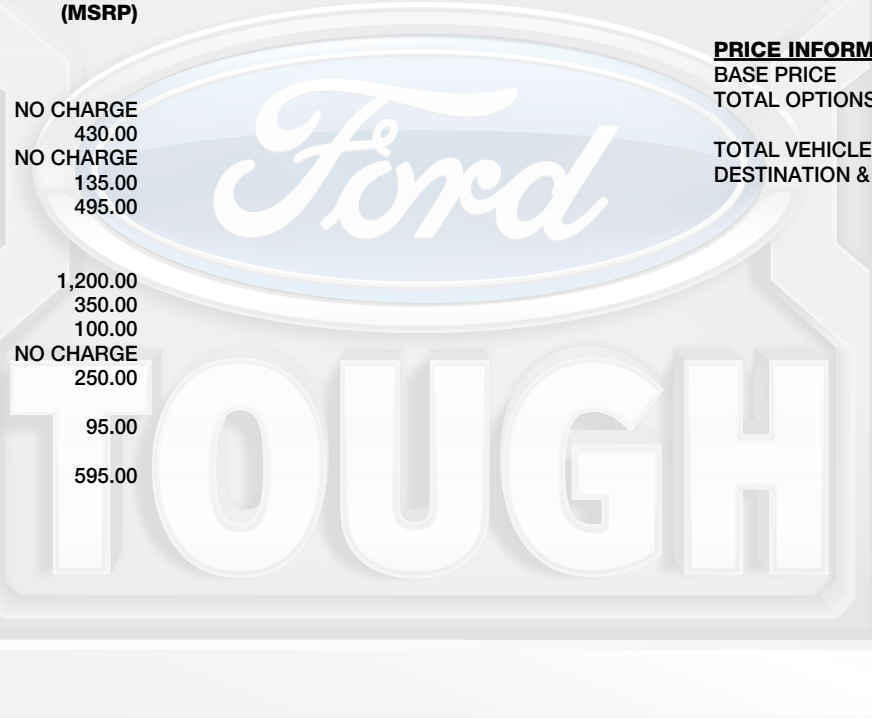 (MSRP)
NO CHARGE
430.00
NO CHARGE
135.00
495.00
1,200.00
350.00
100.00
NO CHARGE
250.00
95.00
595.00
PRICE INFORM
BASE PRICE
TOTAL OPTIONS
TOTAL VEHICLE
DESTINATION &
Ford
TOUGH